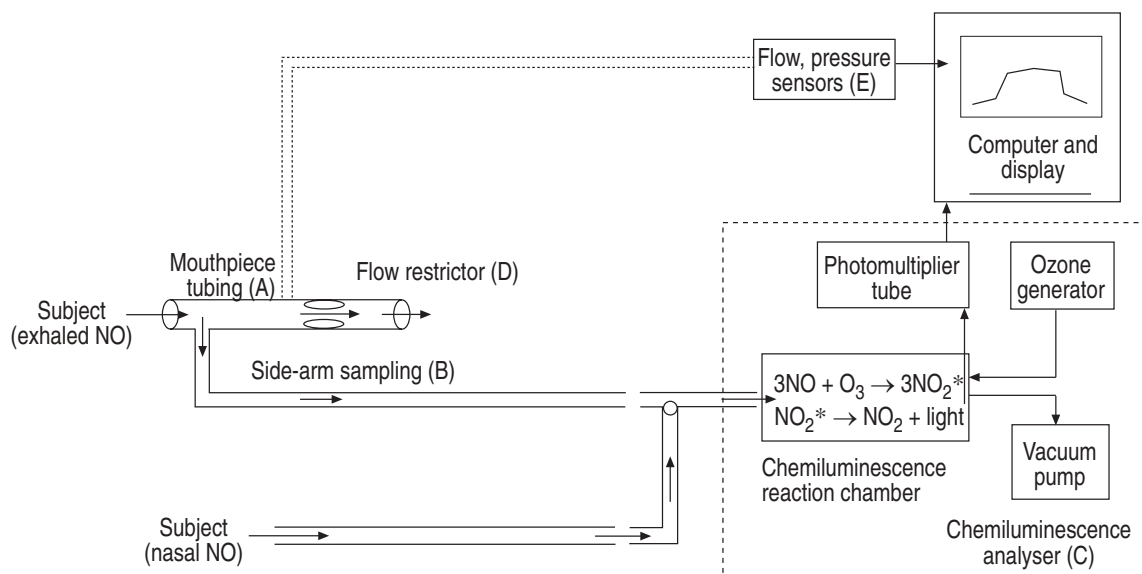 Flow, pressure
sensors (E)
Computer and
display
Mouthpiece
tubing (A)
Flow restrictor (D)
Photomultiplier
tube
Ozone
generator
Subject
(exhaled NO)
Side-arm sampling (B)
3NO + O₃ → 3NO₂*
NO₂* → NO₂ + light
Chemiluminescence
reaction chamber
Vacuum
pump
Subject
(nasal NO)
Chemiluminescence
analyser (C)